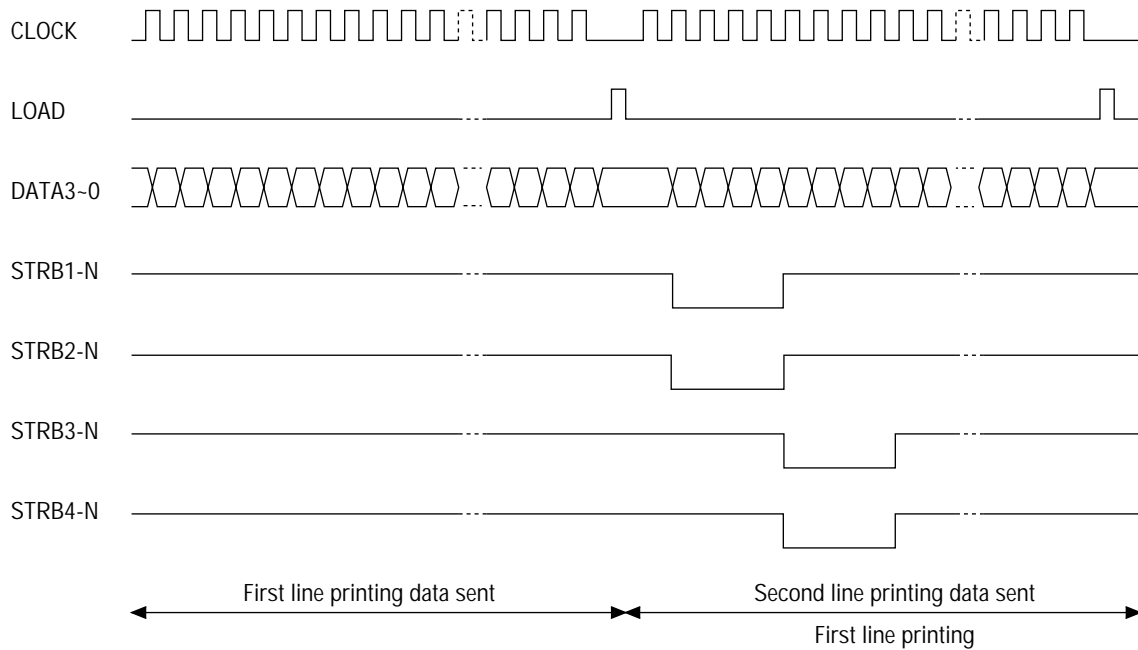 CLOCK
LOAD
DATA3~0
STRB1-N
STRB2-N
STRB3-N
STRB4-N
First line printing data sent
Second line printing data sent
First line printing